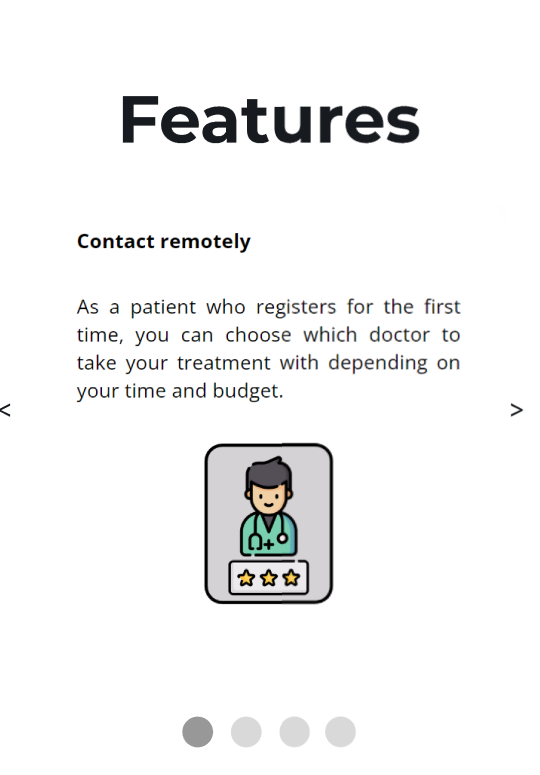 Features
Contact remotely
As a patient who registers for the first
time, you can choose which doctor to
take your treatment with depending on
your time and budget.
<
>